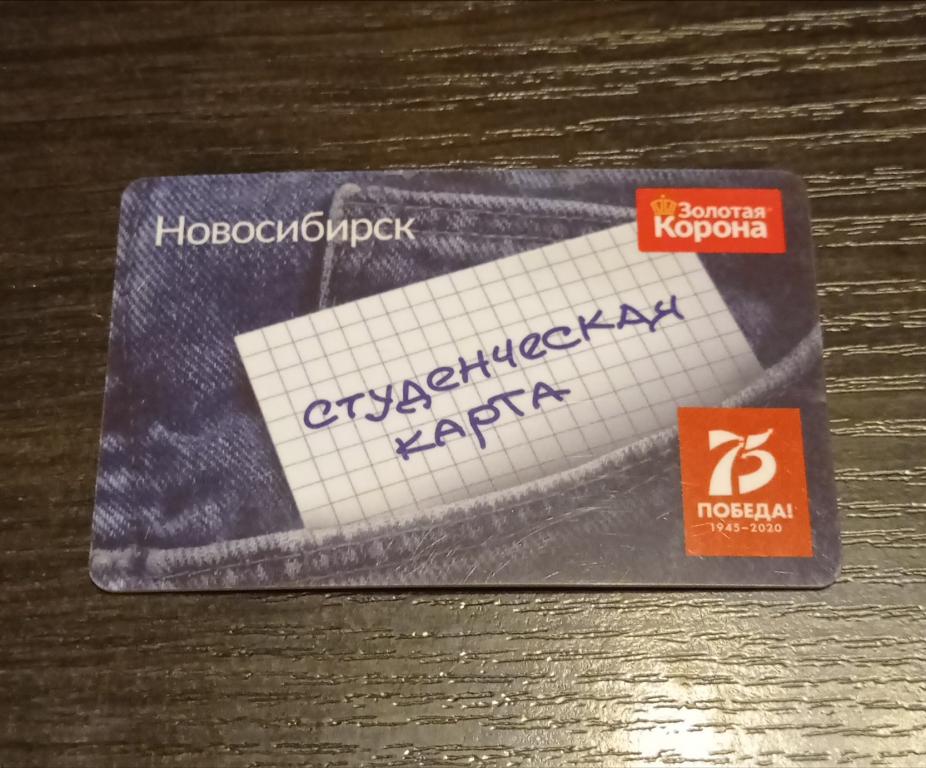 Новосибирск
Золотая
Корона
студенческая
карта
75
ПОБЕДА!
1945–2020